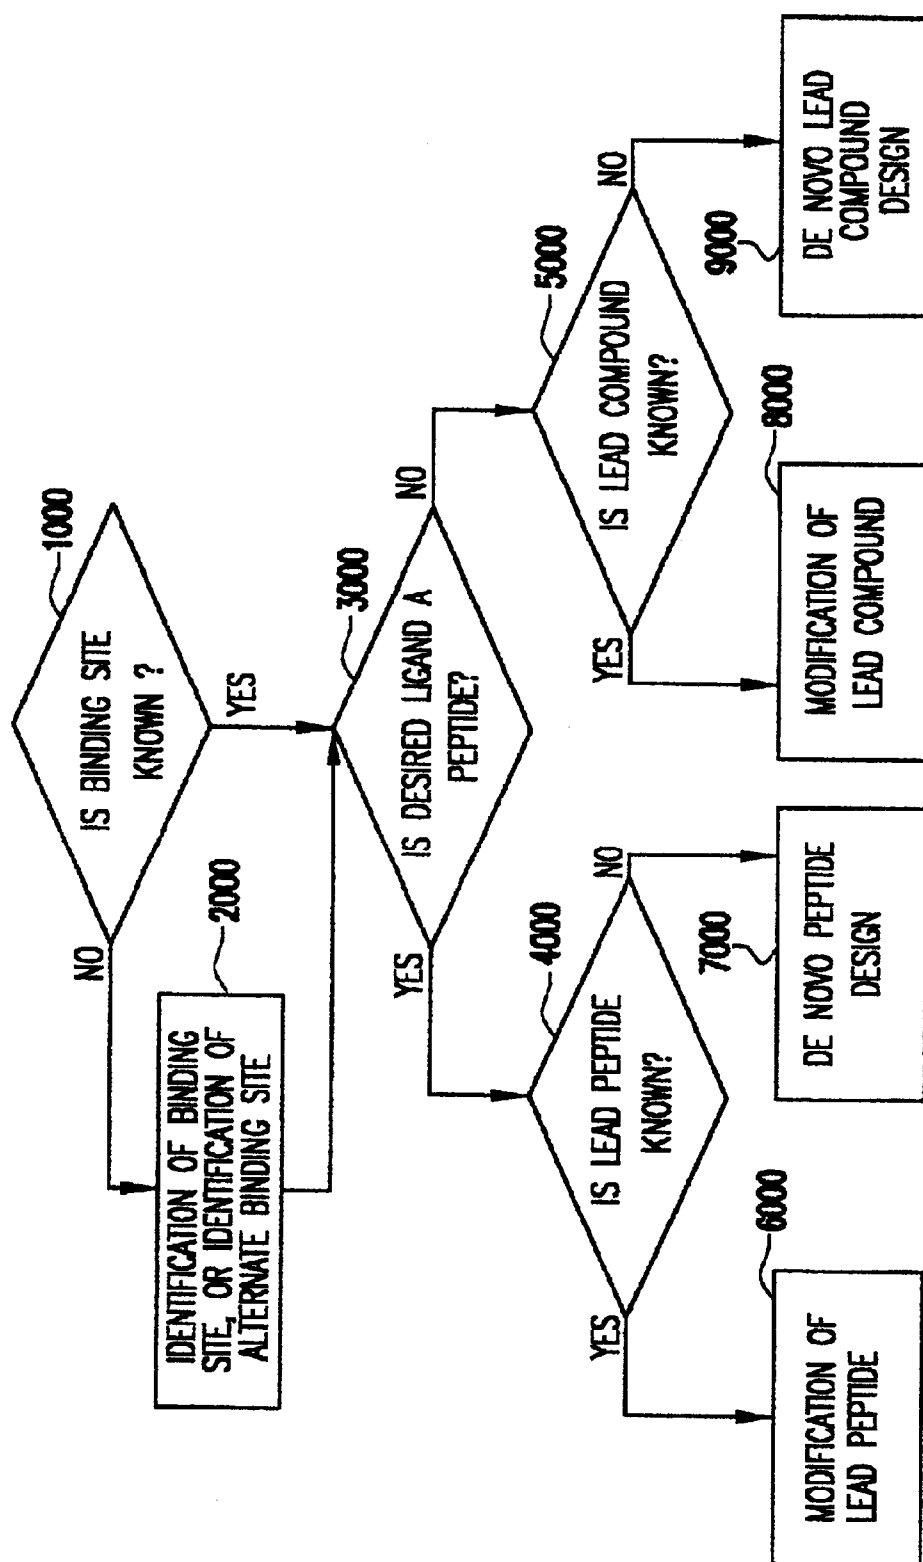 1000
IS BINDING SITE
KNOWN ?
NO
YES
2000
IDENTIFICATION OF BINDING
SITE, OR IDENTIFICATION OF
ALTERNATE BINDING SITE
3000
IS DESIRED LIGAND A
PEPTIDE?
YES
NO
4000
IS LEAD PEPTIDE
KNOWN?
YES
NO
5000
IS LEAD COMPOUND
KNOWN?
YES
NO
6000
MODIFICATION OF
LEAD PEPTIDE
7000
DE NOVO PEPTIDE
DESIGN
8000
MODIFICATION OF
LEAD COMPOUND
9000
DE NOVO LEAD
COMPOUND
DESIGN